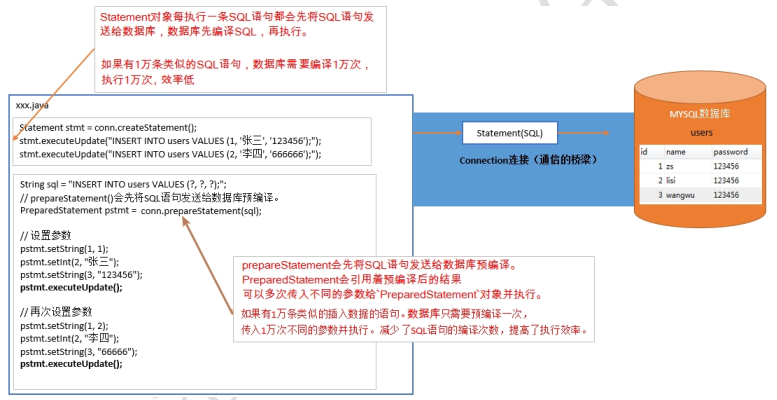 Statement对象每执行一条SQL语句都会先将SQL语句发
送给数据库，数据库先编译SQL，再执行。
如果有1万条类似的SQL语句，数据库需要编译1万次，
执行1万次, 效率低
xxx.java
Statement stmt = conn.createStatement();
stmt.executeUpdate("INSERT INTO users VALUES (1, '张三', '123456');");
stmt.executeUpdate("INSERT INTO users VALUES (2, '李四', '666666');");
String sql = "INSERT INTO users VALUES (?, ?, ?);";
// prepareStatement()会先将SQL语句发送给数据库预编译。
PreparedStatement pstmt = conn.prepareStatement(sql);
// 设置参数
pstmt.setString(1, 1);
pstmt.setInt(2, "张三");
pstmt.setString(3, "123456");
pstmt.executeUpdate();
// 再次设置参数
pstmt.setString(1, 2);
pstmt.setInt(2, "李四");
pstmt.setString(3, "66666");
pstmt.executeUpdate();
prepareStatement会先将SQL语句发送给数据库预编译。
PreparedStatement会引用着预编译后的结果
可以多次传入不同的参数给`PreparedStatement`对象并执行。
如果有1万条类似的插入数据的语句。数据库只需要预编译一次，
传入1万次不同的参数并执行。减少了SQL语句的编译次数，提高了执行效率。
Statement(SQL)
Connection连接（通信的桥梁）
MYSQL数据库
users
id name password
1 zs 123456
2 lisi 123456
3 wangwu 123456